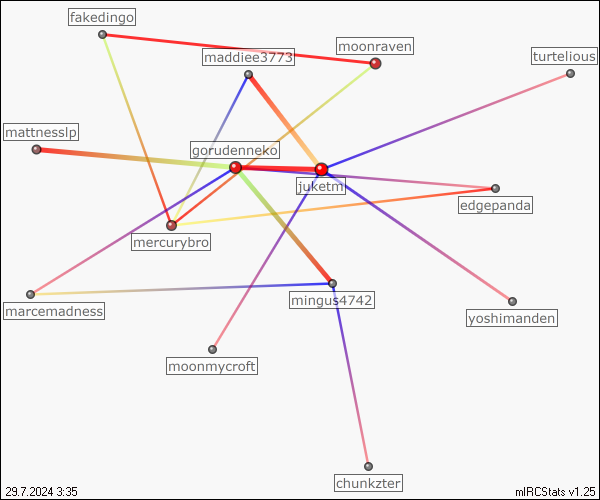 fakedingo
moonraven
maddiee3773
turtelious
mattnesslp
gorudenneko
juketm
edgepanda
mercurybro
mingus4742
marcemadness
yoshimanden
moonmycroft
chunkzter
29.7.2024 3:35
mIRCStats v1.25